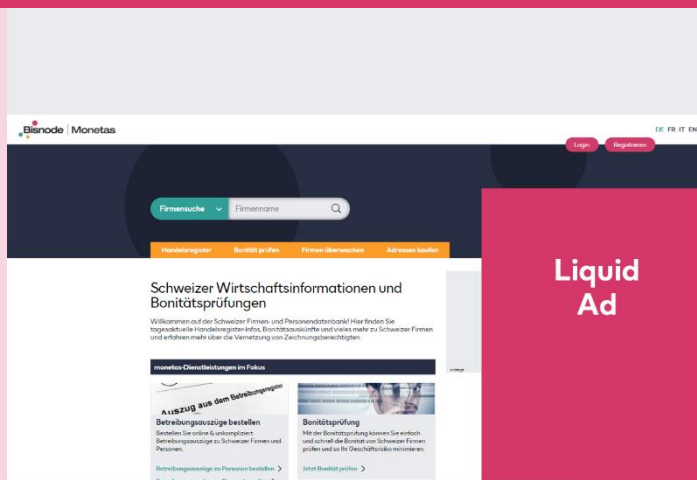 Bisnode | Monetas
DE FR IT EN
Login Registrieren
Firmensuche Firmenname
Handelsregister Bonität prüfen Firmen überwachen Adressen kaufen
Liquid
Ad
Schweizer Wirtschaftsinformationen und
Bonitätsprüfungen
Willkommen auf der Schweizer Firmen- und Personendatenbank! Hier finden Sie
tagesaktuelle Handelsregister-Infos, Bonitätsauskünfte und vieles mehr zu Schweizer Firmen
und erfahren mehr über die Vernetzung von Zeichnungsberechtigten.
monetas-Dienstleistungen im Fokus
Auszug aus dem Betreibungsregister
Betreibungsauszüge bestellen
Bestellen Sie online & unkompliziert
Betreibungsauszüge zu Schweizer Firmen und
Personen.
Betreibungsauszüge zu Personen bestellen
Bonitätsprüfung
Mit der Bonitätsprüfung können Sie einfach
und schnell die Bonität von Schweizer Firmen
prüfen und so Ihr Geschäftsrisiko minimieren.
Jetzt Bonität prüfen